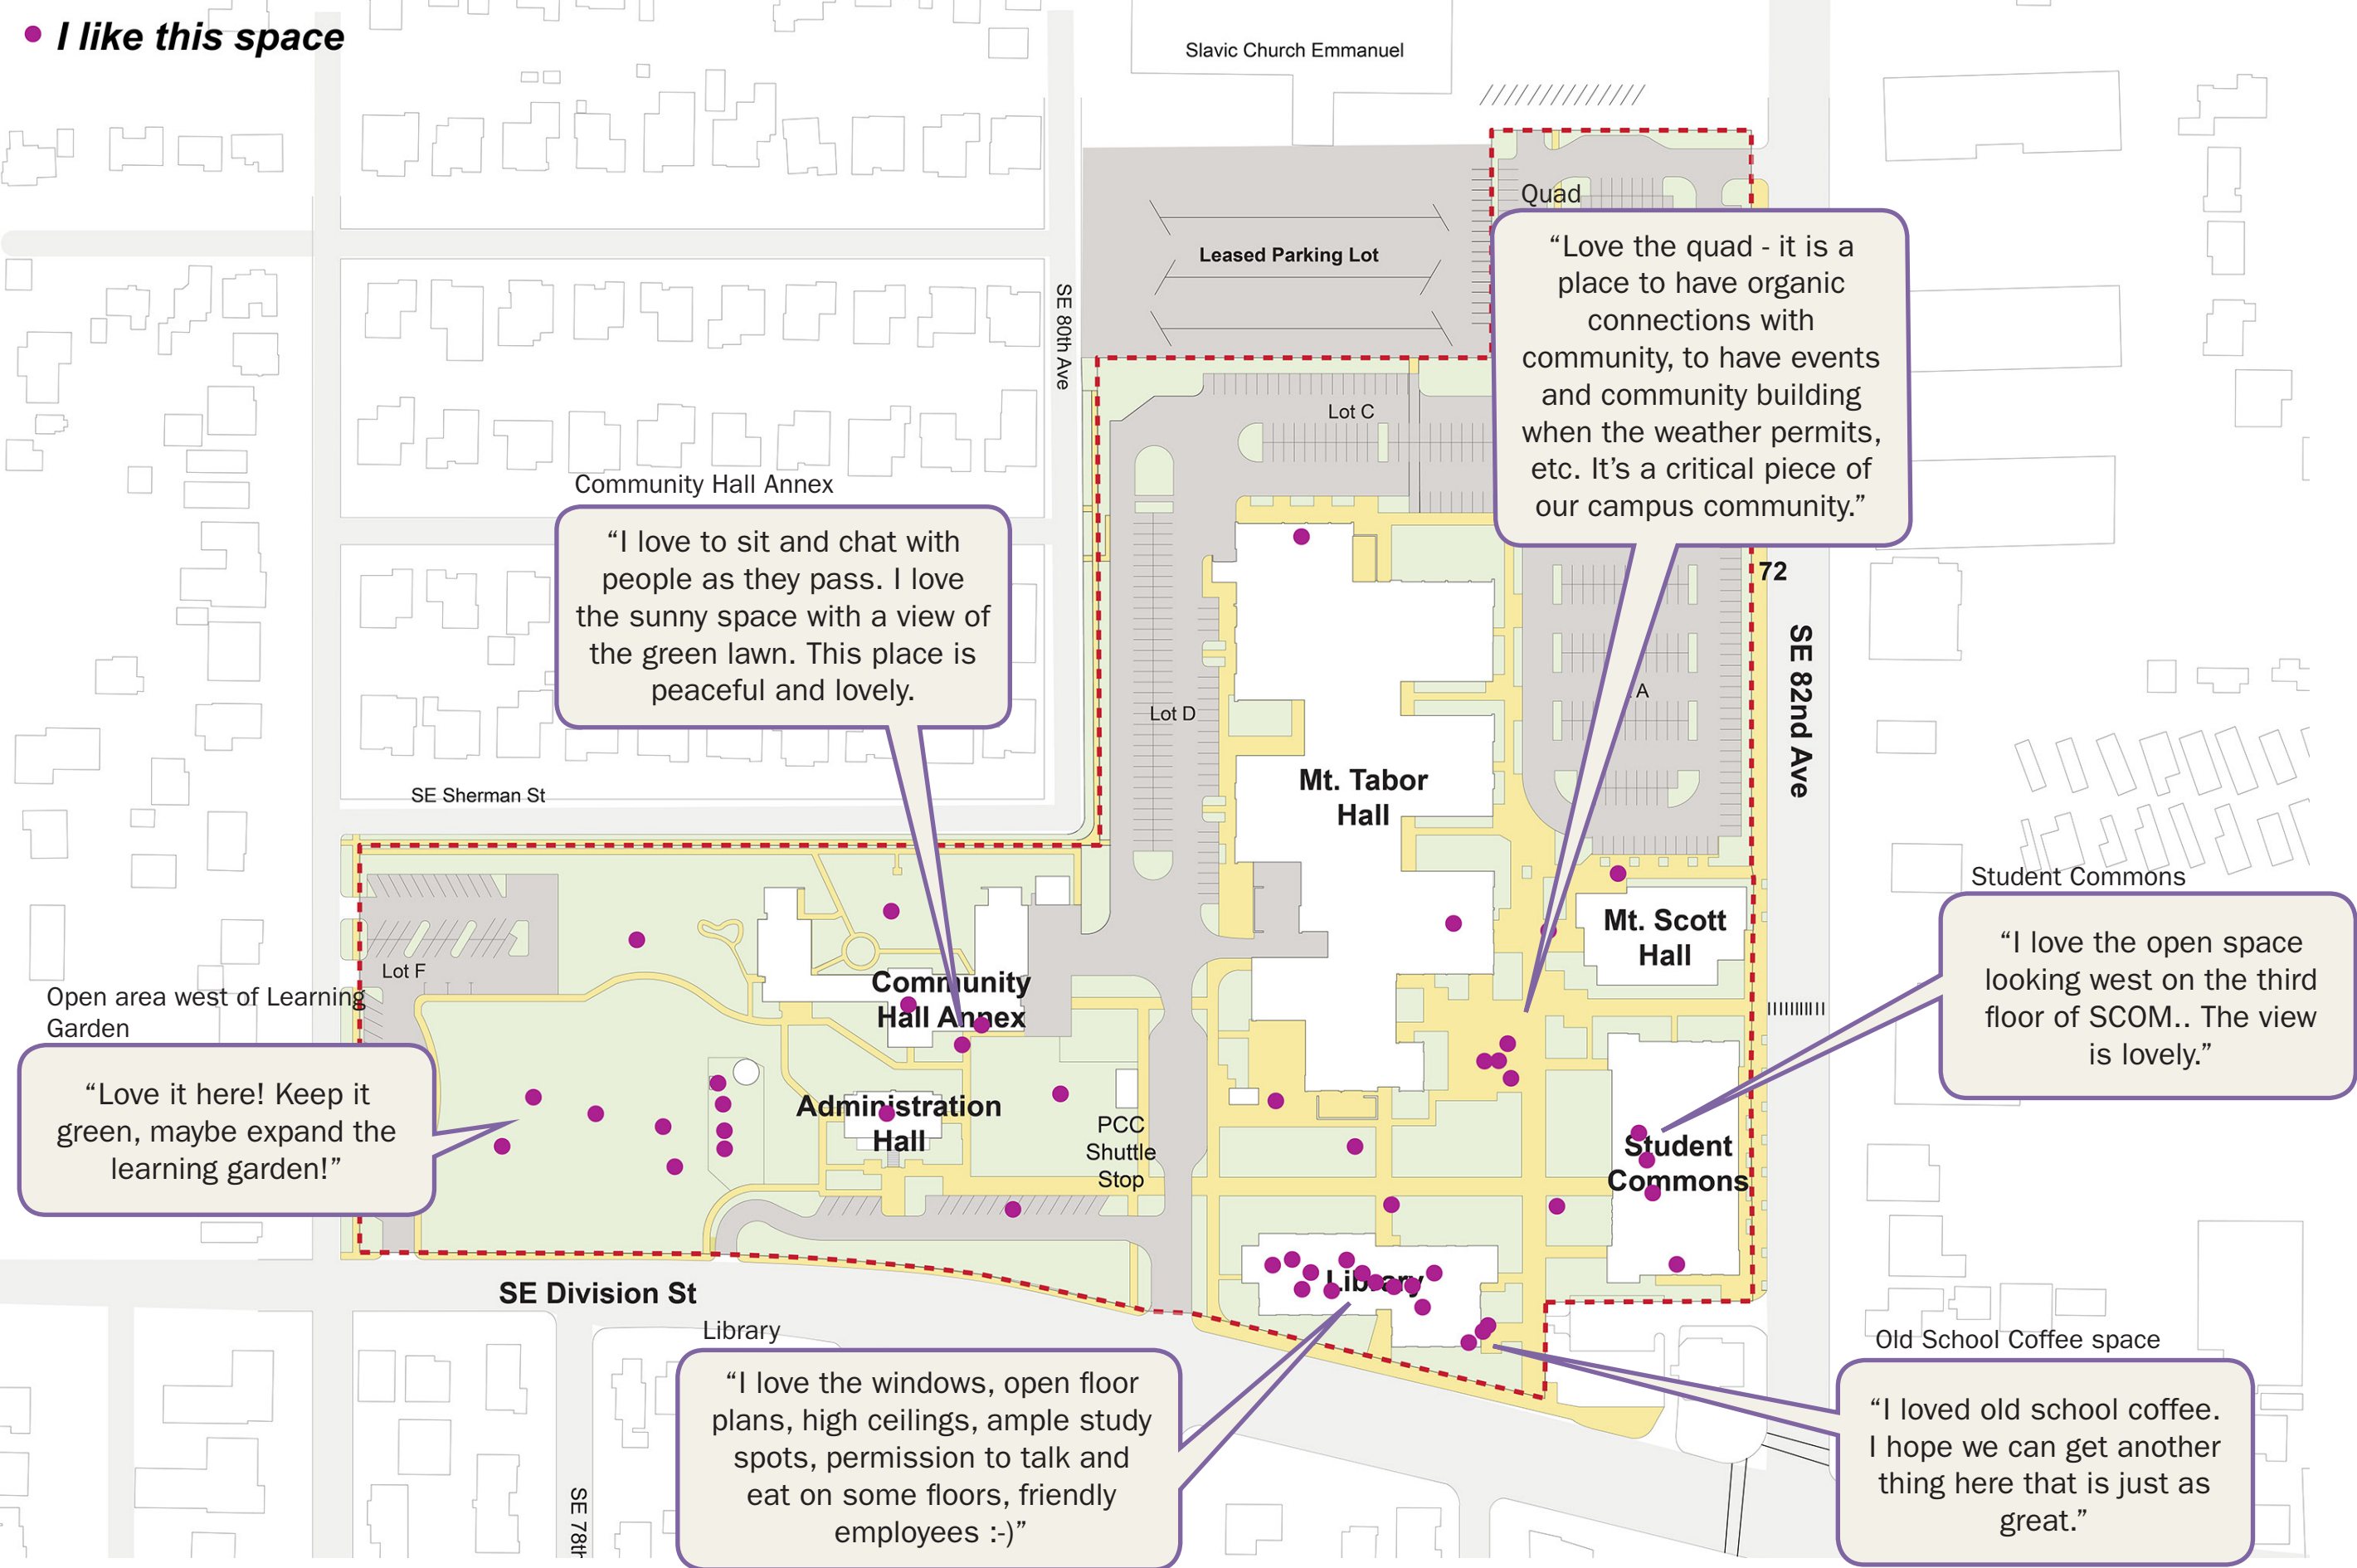 I like this space
Slavic Church Emmanuel
Quad
“Love the quad - it is a
place to have organic
connections with
community, to have events
and community building
when the weather permits,
etc. It’s a critical piece of
our campus community.”
Leased Parking Lot
SE 80th Ave
Lot C
Community Hall Annex
“I love to sit and chat with
people as they pass. I love
the sunny space with a view of
the green lawn. This place is
peaceful and lovely.
72
SE 82nd Ave
A
Lot D
Mt. Tabor
Hall
SE Sherman St
Student Commons
“I love the open space
looking west on the third
floor of SCOM.. The view
is lovely.”
Mt. Scott
Hall
Lot F
Community
Hall Annex
Open area west of Learning
Garden
“Love it here! Keep it
green, maybe expand the
learning garden!”
Administration
Hall
PCC
Shuttle
Stop
Student
Commons
SE Division St
Library
Library
“I love the windows, open floor
plans, high ceilings, ample study
spots, permission to talk and
eat on some floors, friendly
employees :-)”
Old School Coffee space
“I loved old school coffee.
I hope we can get another
thing here that is just as
great.”
SE 78th